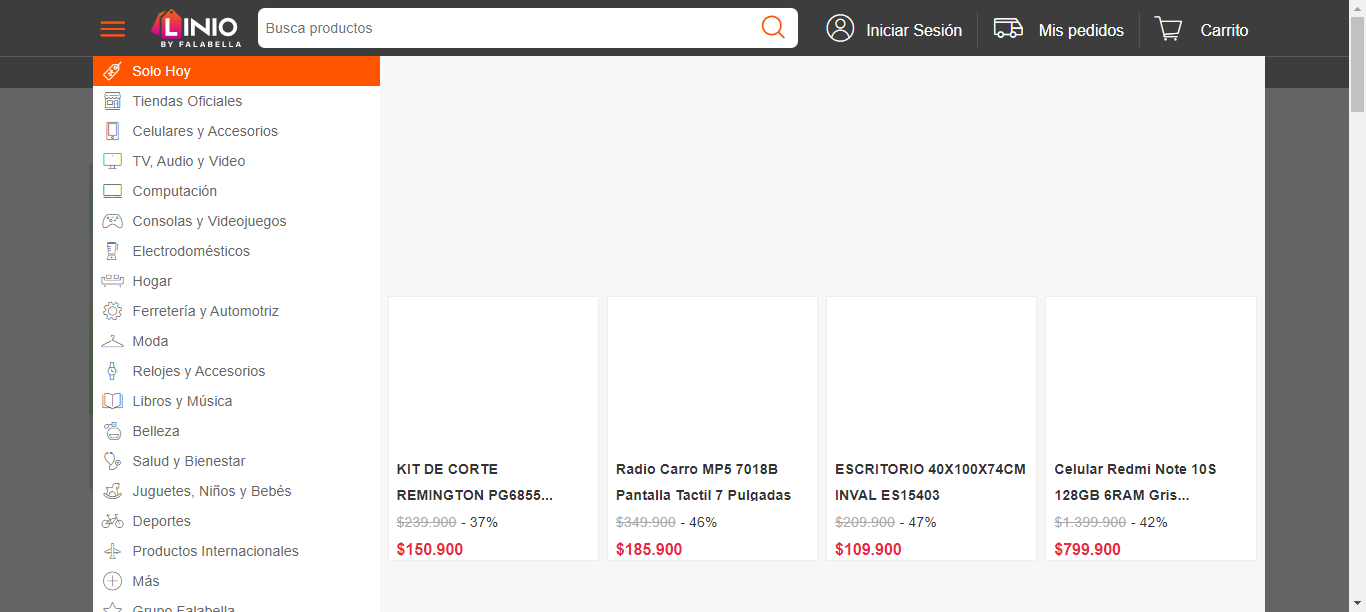 LINIO
BY FALABELLA
Busca productos
Iniciar Sesión
Mis pedidos
Carrito
Solo Hoy
Tiendas Oficiales
Celulares y Accesorios
TV, Audio y Video
Computación
Consolas y Videojuegos
Electrodomésticos
Hogar
Ferretería y Automotriz
Moda
Relojes y Accesorios
Libros y Música
Belleza
Salud y Bienestar
Juguetes, Niños y Bebés
Deportes
Productos Internacionales
Más
Grupo Falabella
KIT DE CORTE
REMINGTON PG6855...
$239.900 - 37%
$150.900
Radio Carro MP5 7018B
Pantalla Tactil 7 Pulgadas
$349.900 - 46%
$185.900
ESCRITORIO 40X100X74CM
INVAL ES15403
$209.900 - 47%
$109.900
Celular Redmi Note 10S
128GB 6RAM Gris...
$1.399.900 - 42%
$799.900